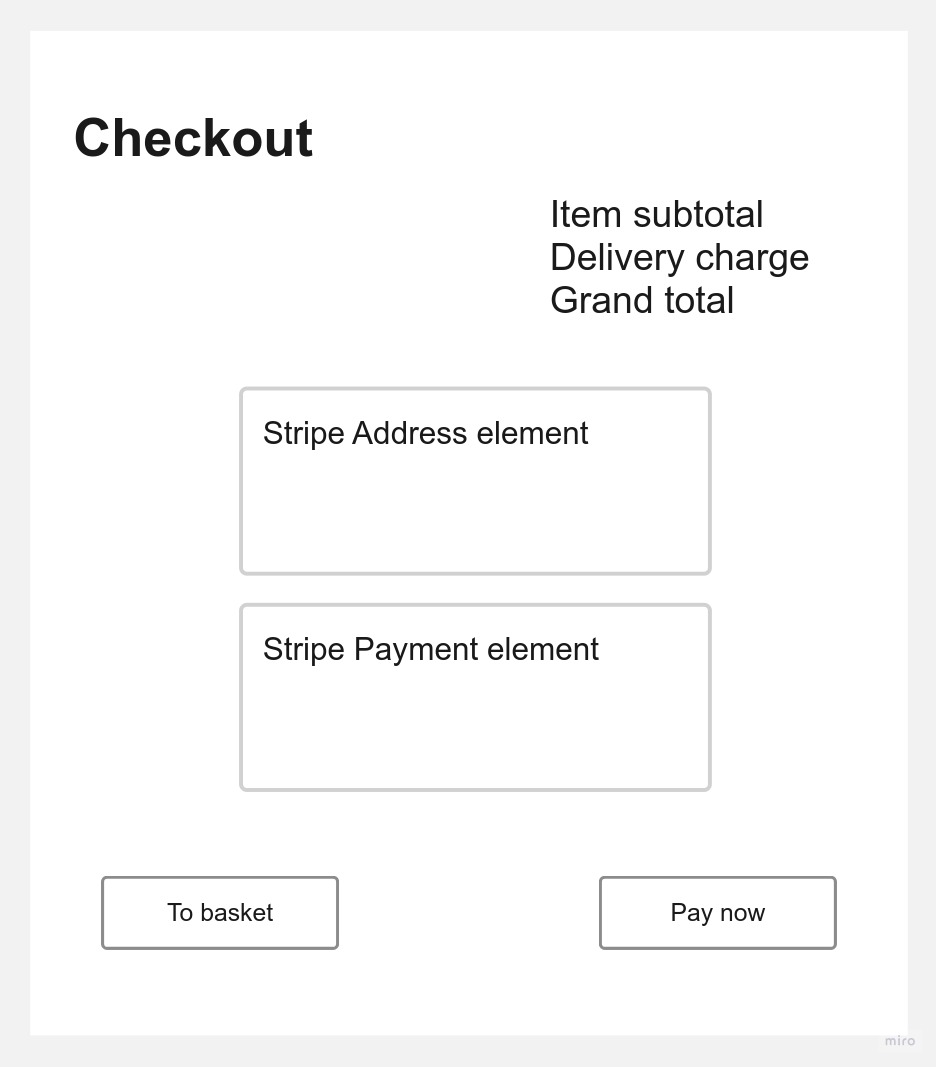 Checkout
Item subtotal
Delivery charge
Grand total
Stripe Address element
Stripe Payment element
To basket
Pay now
miro